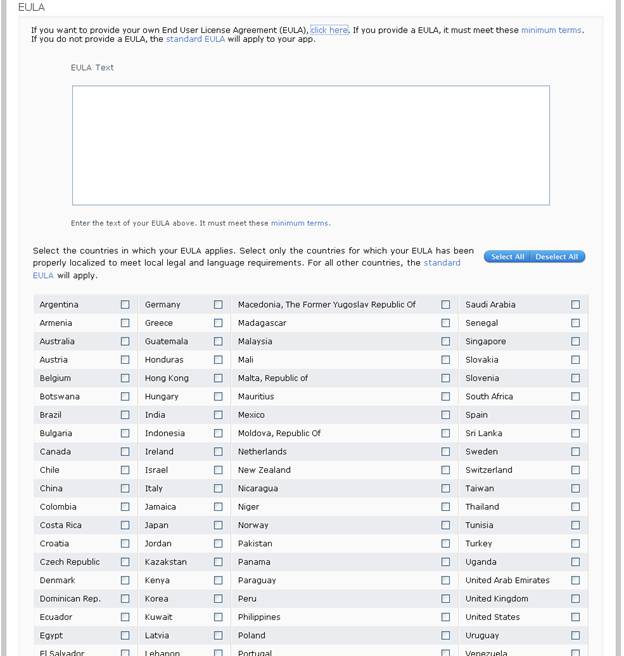 EULA
If you want to provide your own End User License Agreement (EULA), click here. If you provide a EULA, it must meet these minimum terms.
If you do not provide a EULA, the standard EULA will apply to your app.
EULA Text
Enter the text of your EULA above. It must meet these minimum terms.
Select the countries in which your EULA applies. Select only the countries for which your EULA has been
properly localized to meet local legal and language requirements. For all other countries, the standard
EULA will apply.
Select All Deselect All
Argentina Germany Macedonia, The Former Yugoslav Republic Of Saudi Arabia
Armenia Greece Madagascar Senegal
Australia Guatemala Malaysia Singapore
Austria Honduras Mali Slovakia
Belgium Hong Kong Malta, Republic of Slovenia
Botswana Hungary Mauritius South Africa
Brazil India Mexico Spain
Bulgaria Indonesia Moldova, Republic Of Sri Lanka
Canada Ireland Netherlands Sweden
Chile Israel New Zealand Switzerland
China Italy Nicaragua Taiwan
Colombia Jamaica Niger Thailand
Costa Rica Japan Norway Tunisia
Croatia Jordan Pakistan Turkey
Czech Republic Kazakstan Panama Uganda
Denmark Kenya Paraguay United Arab Emirates
Dominican Rep. Korea Peru United Kingdom
Ecuador Kuwait Philippines United States
Egypt Latvia Poland Uruguay
El Salvador Lebanon Portugal Venezuela